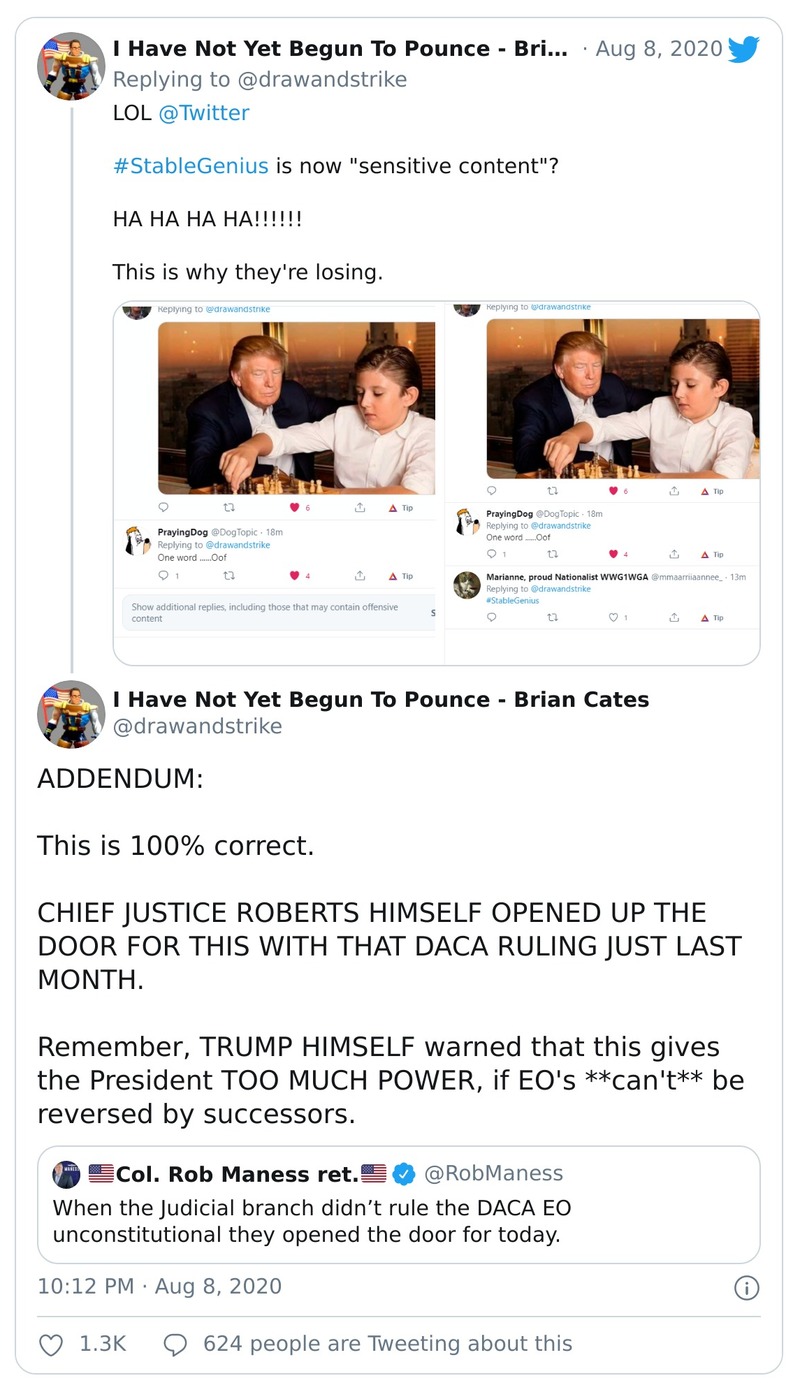 I Have Not Yet Begun To Pounce - Bri... · Aug 8, 2020
Replying to @drawandstrike
LOL @Twitter
#StableGenius is now "sensitive content"?
HA HA HA HA!!!!!!
This is why they're losing.
Replying to @drawandstrike
6
Tip
PrayingDog @DogTopic · 18m
Replying to @drawandstrike
One word ......Oof
1
4
Tip
Show additional replies, including those that may contain offensive
content
S
Replying to @drawandstrike
6
Tip
PrayingDog @DogTopic · 18m
Replying to @drawandstrike
One word ......Oof
1
4
Tip
Marianne, proud Nationalist WWG1WGA @mmaarriiaannee_ · 13m
Replying to @drawandstrike
#StableGenius
1
Tip
I Have Not Yet Begun To Pounce - Brian Cates
@drawandstrike
ADDENDUM:
This is 100% correct.
CHIEF JUSTICE ROBERTS HIMSELF OPENED UP THE
DOOR FOR THIS WITH THAT DACA RULING JUST LAST
MONTH.
Remember, TRUMP HIMSELF warned that this gives
the President TOO MUCH POWER, if EO's **can't** be
reversed by successors.
🇺🇸Col. Rob Maness ret.🇺🇸 @RobManess
When the Judicial branch didn’t rule the DACA EO
unconstitutional they opened the door for today.
10:12 PM · Aug 8, 2020
1.3K
624 people are Tweeting about this